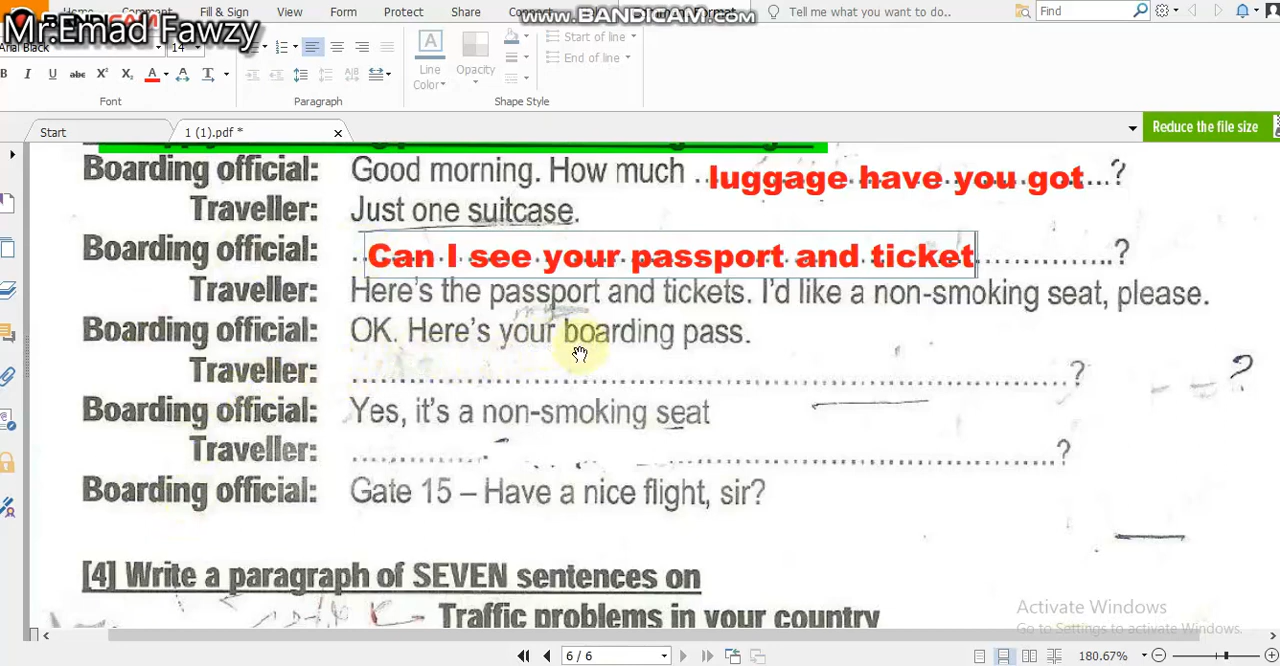 BANDICAM
www.BANDICAM.com
View Form Protect Share Connect Format
Tell me what you want to do..
Find
Mr.Emad Fawzy
Arial Black 14
Start of line
End of line
Line Color
Opacity
Font Paragraph Shape Style
Start 1 (1).pdf * Reduce the file size
Boarding official: Good morning. How much luggage have you got ?
Traveller: Just one suitcase.
Boarding official: Can I see your passport and ticket ?
Traveller: Here's the passport and tickets. I'd like a non-smoking seat, please.
Boarding official: OK. Here's your boarding pass.
Traveller: ........................................................................?
Boarding official: Yes, it's a non-smoking seat
Traveller: ........................................................................?
Boarding official: Gate 15 – Have a nice flight, sir?
[4] Write a paragraph of SEVEN sentences on
Traffic problems in your country
Activate Windows
Go to Settings to activate Windows.
6 / 6 180.67%